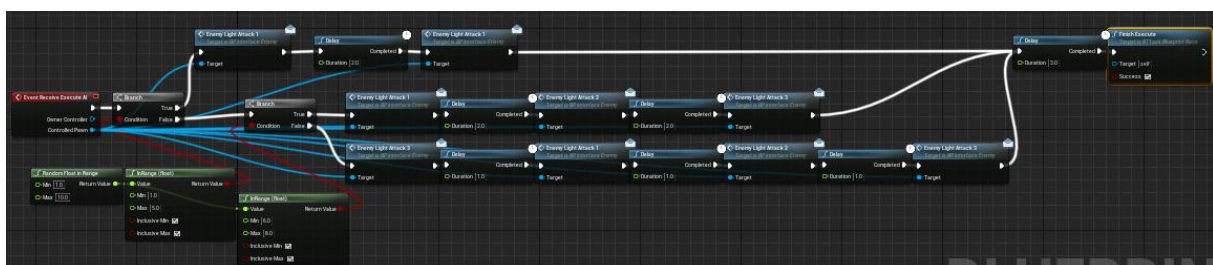 Enemy Light Attack 1
Target is BP Interface Enemy
Target
Delay
Completed
Duration 2.0
Enemy Light Attack 1
Target is BP Interface Enemy
Target
Delay
Completed
Duration 3.0
Finish Execute
Target is BTTask Blueprint Base
Target self
Success
Event Receive Execute AI
Owner Controller
Controlled Pawn
Branch
True
Condition False
Branch
True
Condition False
Enemy Light Attack 1
Target is BP Interface Enemy
Target
Delay
Completed
Duration 2.0
Enemy Light Attack 2
Target is BP Interface Enemy
Target
Delay
Completed
Duration 2.0
Enemy Light Attack 3
Target is BP Interface Enemy
Target
Enemy Light Attack 3
Target is BP Interface Enemy
Target
Delay
Completed
Duration 1.0
Enemy Light Attack 1
Target is BP Interface Enemy
Target
Delay
Completed
Duration 1.0
Enemy Light Attack 2
Target is BP Interface Enemy
Target
Delay
Completed
Duration 1.0
Enemy Light Attack 3
Target is BP Interface Enemy
Target
Random Float in Range
Min 1.0 Return Value
Max 10.0
InRange (float)
Value Return Value
Min 1.0
Max 5.0
Inclusive Min
Inclusive Max
InRange (float)
Value Return Value
Min 6.0
Max 8.0
Inclusive Min
Inclusive Max